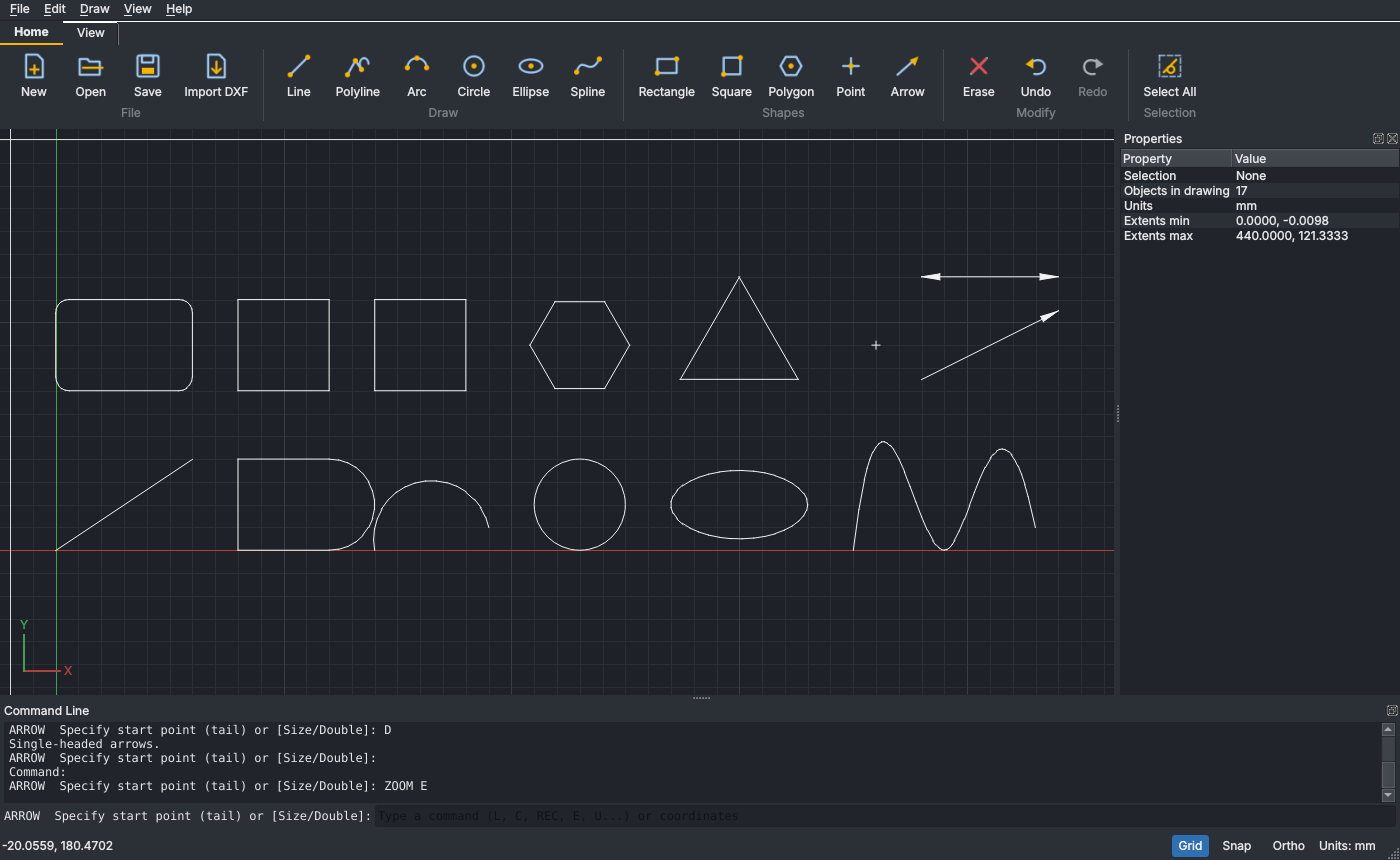 File Edit Draw View Help
Home View
New Open Save Import DXF Line Polyline Arc Circle Ellipse Spline Rectangle Square Polygon Point Arrow Erase Undo Redo Select All
File Draw Shapes Modify Selection
Properties
Property Value
Selection None
Objects in drawing 17
Units mm
Extents min 0.0000, -0.0098
Extents max 440.0000, 121.3333
Y
X
Command Line
ARROW  Specify start point (tail) or [Size/Double]: D
Single-headed arrows.
ARROW  Specify start point (tail) or [Size/Double]:
Command:
ARROW  Specify start point (tail) or [Size/Double]: ZOOM E
ARROW  Specify start point (tail) or [Size/Double]: Type a command (L, C, REC, E, U...) or coordinates
-20.0559, 180.4702 Grid Snap Ortho Units: mm